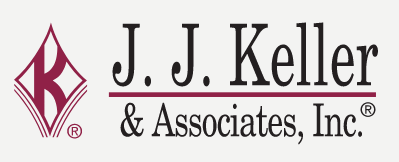 K®
J. J. Keller
& Associates, Inc.®